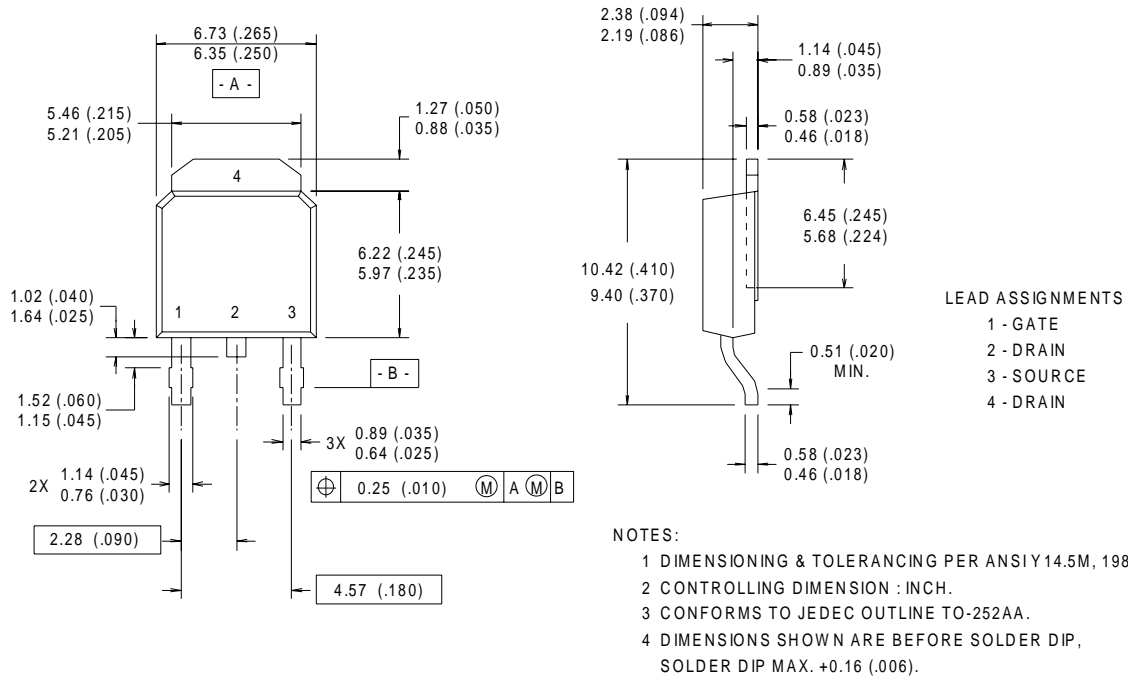 6.73 (.265)
6.35 (.250)
- A -
5.46 (.215)
5.21 (.205)
1.27 (.050)
0.88 (.035)
4
6.22 (.245)
5.97 (.235)
1.02 (.040)
1.64 (.025)
1 2 3
- B -
1.52 (.060)
1.15 (.045)
3X 0.89 (.035)
0.64 (.025)
2X 1.14 (.045)
0.76 (.030)
⌖ 0.25 (.010) Ⓜ A Ⓜ B
2.28 (.090)
4.57 (.180)
2.38 (.094)
2.19 (.086)
1.14 (.045)
0.89 (.035)
0.58 (.023)
0.46 (.018)
6.45 (.245)
5.68 (.224)
10.42 (.410)
9.40 (.370)
0.51 (.020)
MIN.
0.58 (.023)
0.46 (.018)
LEAD ASSIGNMENTS
1 - GATE
2 - DRAIN
3 - SOURCE
4 - DRAIN
NOTES:
1 DIMENSIONING & TOLERANCING PER ANSI Y14.5M, 198
2 CONTROLLING DIMENSION : INCH.
3 CONFORMS TO JEDEC OUTLINE TO-252AA.
4 DIMENSIONS SHOWN ARE BEFORE SOLDER DIP,
SOLDER DIP MAX. +0.16 (.006).